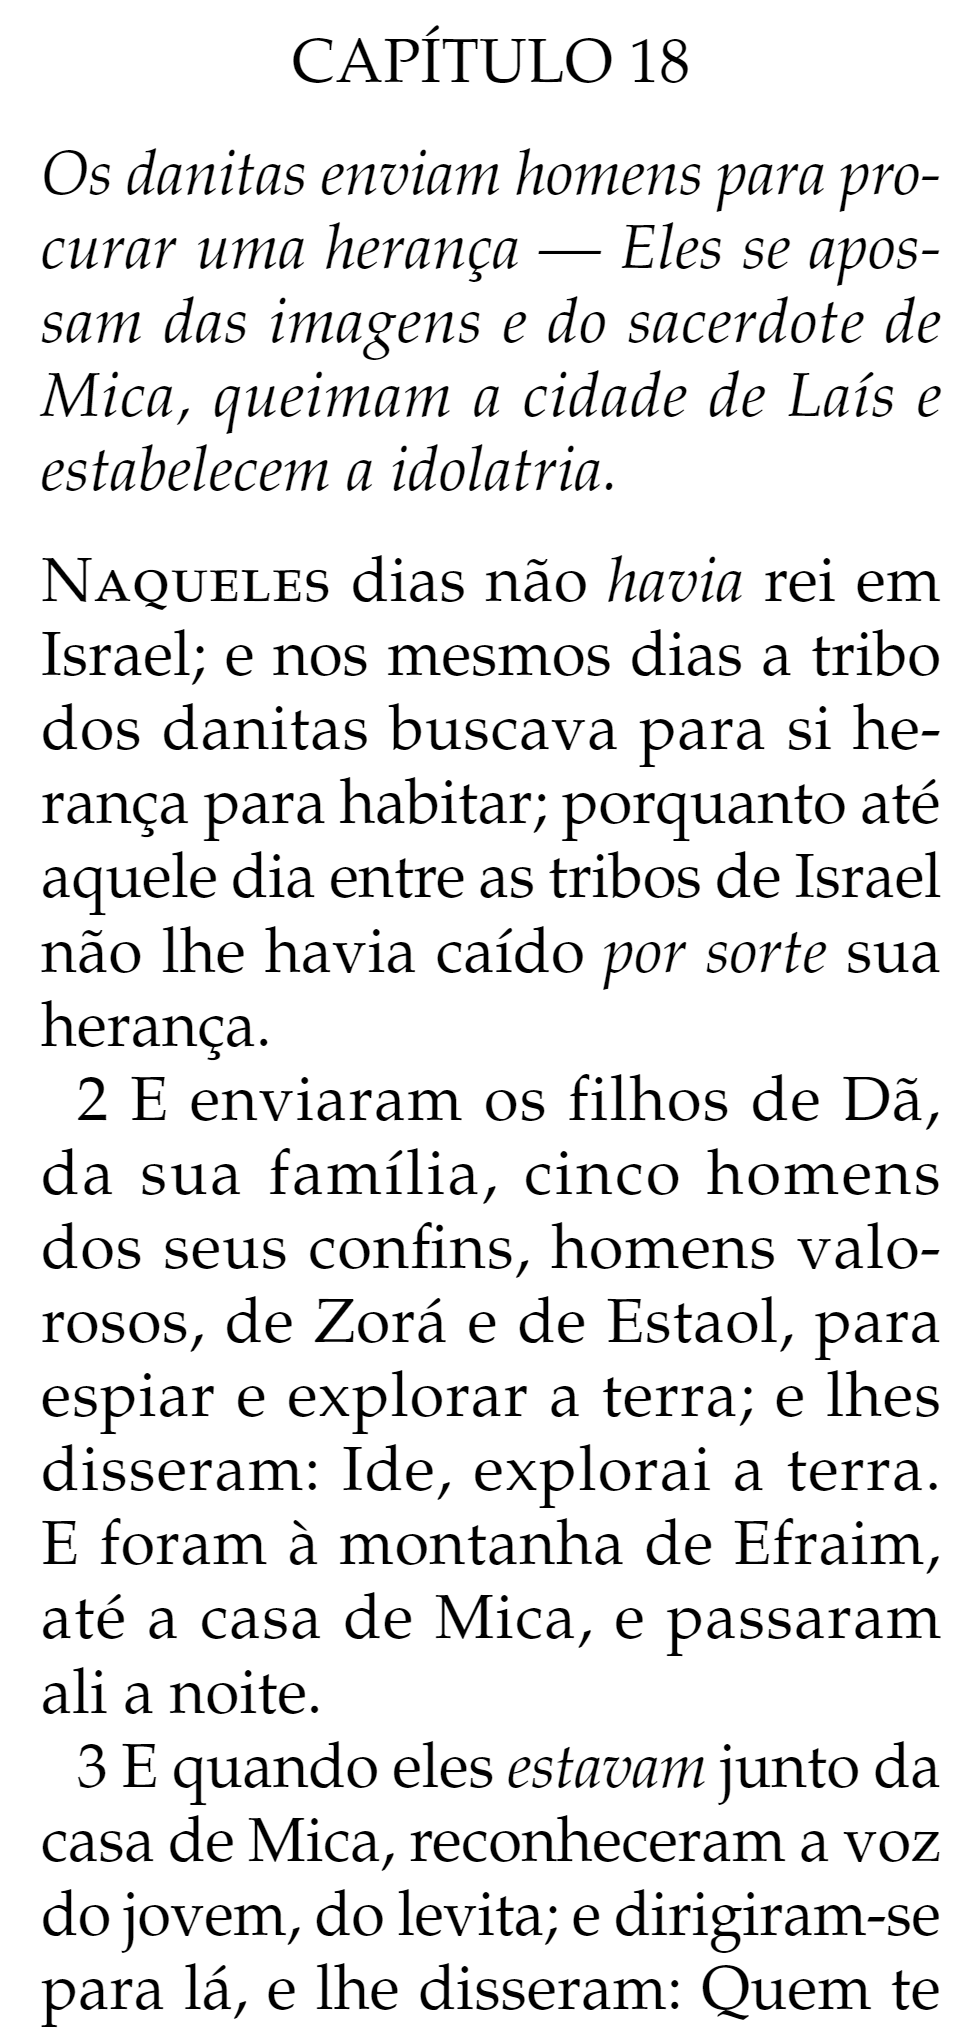 CAPÍTULO 18
Os danitas enviam homens para pro-
curar uma herança — Eles se apos-
sam das imagens e do sacerdote de
Mica, queimam a cidade de Laís e
estabelecem a idolatria.
Naqueles dias não havia rei em
Israel; e nos mesmos dias a tribo
dos danitas buscava para si he-
rança para habitar; porquanto até
aquele dia entre as tribos de Israel
não lhe havia caído por sorte sua
herança.
2 E enviaram os filhos de Dã,
da sua família, cinco homens
dos seus confins, homens valo-
rosos, de Zorá e de Estaol, para
espiar e explorar a terra; e lhes
disseram: Ide, explorai a terra.
E foram à montanha de Efraim,
até a casa de Mica, e passaram
ali a noite.
3 E quando eles estavam junto da
casa de Mica, reconheceram a voz
do jovem, do levita; e dirigiram-se
para lá, e lhe disseram: Quem te